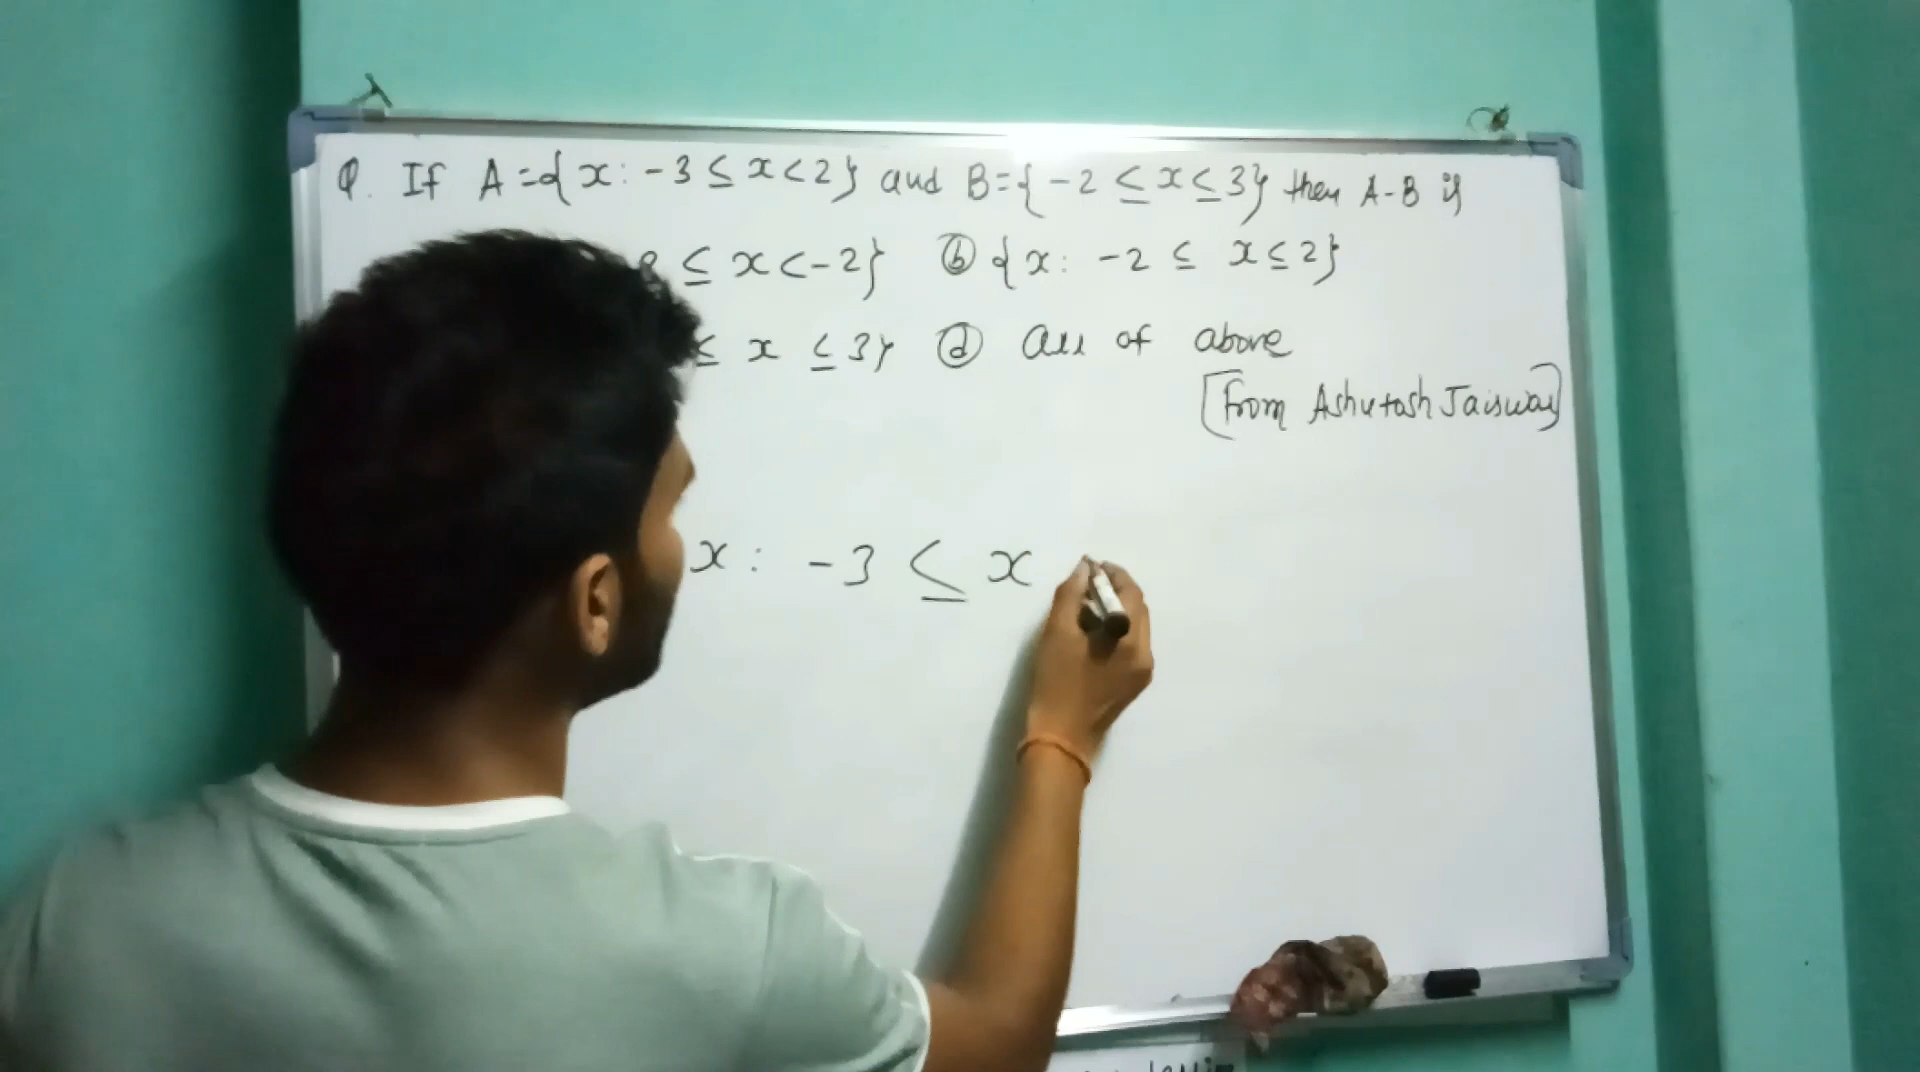 Q. If A={x: -3 ≤ x<2} and B={ -2 ≤ x ≤ 3} then A-B is
≤ x <-2} ⓑ {x: -2 ≤ x ≤ 2}
≤ x ≤ 3} ⓓ All of above
[From Ashutosh Jaiswal]
x: -3 ≤ x